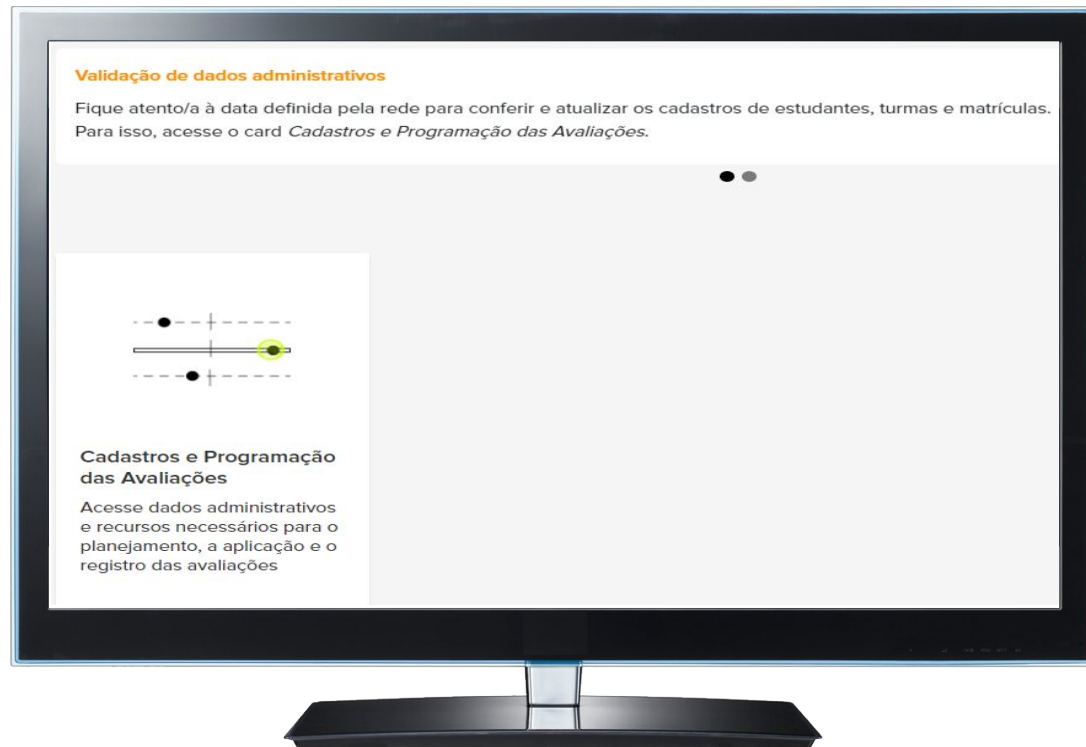 Validação de dados administrativos
Fique atento/a à data definida pela rede para conferir e atualizar os cadastros de estudantes, turmas e matrículas.
Para isso, acesse o card Cadastros e Programação das Avaliações.
Cadastros e Programação
das Avaliações
Acesse dados administrativos
e recursos necessários para o
planejamento, a aplicação e o
registro das avaliações